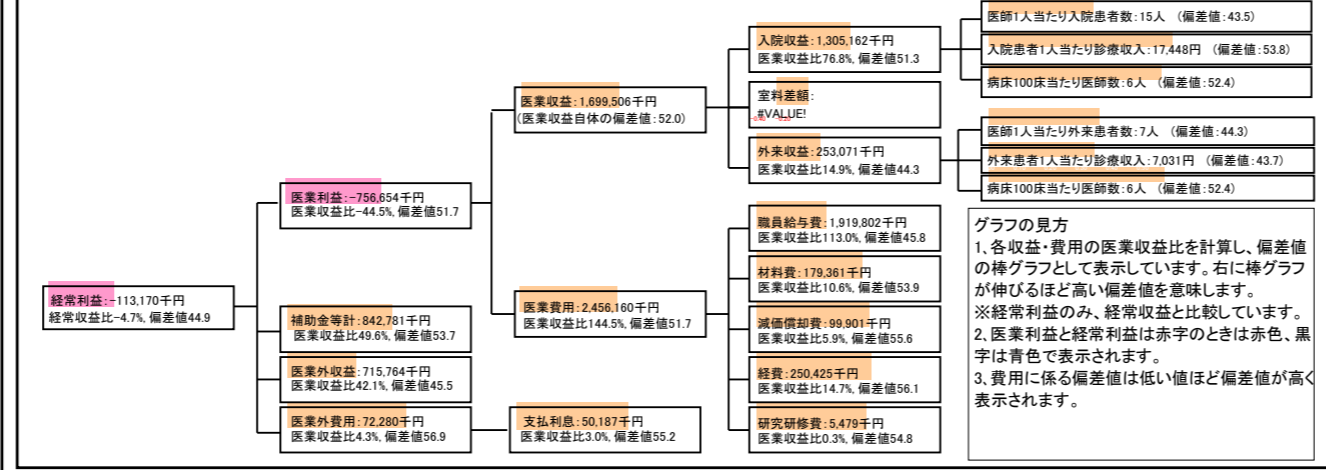 経常利益:-113,170千円
経常収益比-4.7%, 偏差値44.9
医業利益:-756,654千円
医業収益比-44.5%, 偏差値51.7
補助金等計:842,781千円
医業収益比49.6%, 偏差値53.7
医業外収益:715,764千円
医業収益比42.1%, 偏差値45.5
医業外費用:72,280千円
医業収益比4.3%, 偏差値56.9
医業収益:1,699,506千円
(医業収益自体の偏差値:52.0)
医業費用:2,456,160千円
医業収益比144.5%, 偏差値51.7
支払利息:50,187千円
医業収益比3.0%, 偏差値55.2
入院収益:1,305,162千円
医業収益比76.8%, 偏差値51.3
室料差額:
#VALUE!
外来収益:253,071千円
医業収益比14.9%, 偏差値44.3
職員給与費:1,919,802千円
医業収益比113.0%, 偏差値45.8
材料費:179,361千円
医業収益比10.6%, 偏差値53.9
減価償却費:99,901千円
医業収益比5.9%, 偏差値55.6
経費:250,425千円
医業収益比14.7%, 偏差値56.1
研究研修費:5,479千円
医業収益比0.3%, 偏差値54.8
医師1人当たり入院患者数:15人 (偏差値:43.5)
入院患者1人当たり診療収入:17,448円 (偏差値:53.8)
病床100床当たり医師数:6人 (偏差値:52.4)
医師1人当たり外来患者数:7人 (偏差値:44.3)
外来患者1人当たり診療収入:7,031円 (偏差値:43.7)
病床100床当たり医師数:6人 (偏差値:52.4)
グラフの見方
1、各収益・費用の医業収益比を計算し、偏差値
の棒グラフとして表示しています。右に棒グラフ
が伸びるほど高い偏差値を意味します。
※経常利益のみ、経常収益と比較しています。
2、医業利益と経常利益は赤字のときは赤色、黒
字は青色で表示されます。
3、費用に係る偏差値は低い値ほど偏差値が高く
表示されます。